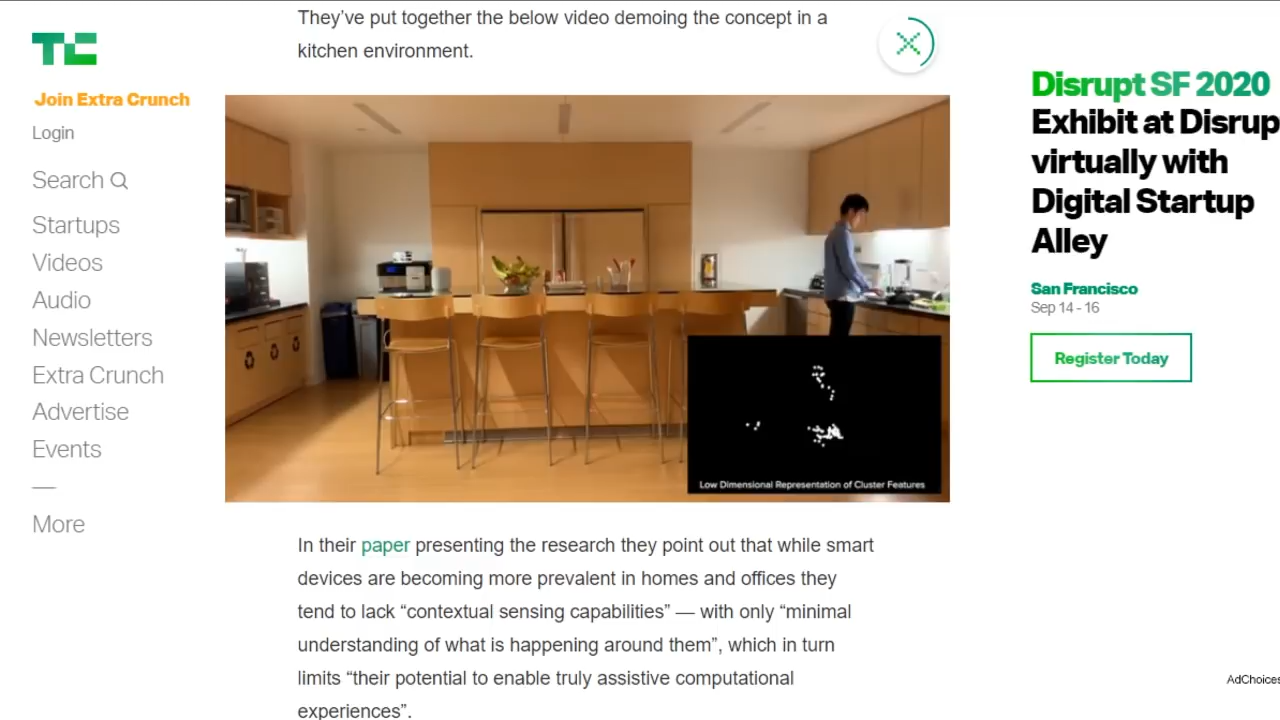 They’ve put together the below video demoing the concept in a
kitchen environment.
TC
Join Extra Crunch
Login
Search
Startups
Videos
Audio
Newsletters
Extra Crunch
Advertise
Events
More
Low Dimensional Representation of Cluster Features
In their paper presenting the research they point out that while smart
devices are becoming more prevalent in homes and offices they
tend to lack “contextual sensing capabilities” — with only “minimal
understanding of what is happening around them”, which in turn
limits “their potential to enable truly assistive computational
experiences”.
Disrupt SF 2020
Exhibit at Disrup
virtually with
Digital Startup
Alley
San Francisco
Sep 14 - 16
Register Today
AdChoices